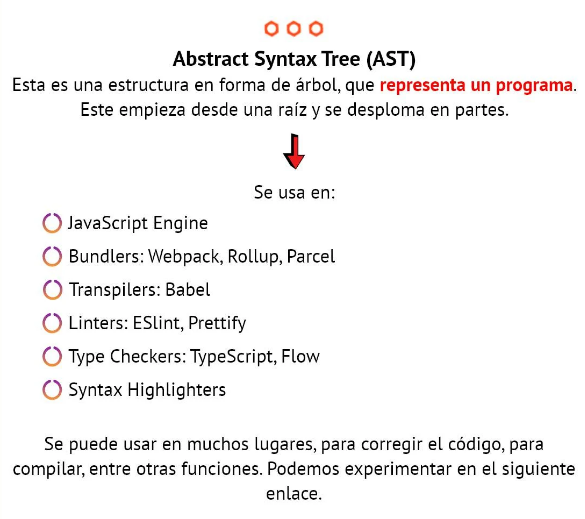 Abstract Syntax Tree (AST)
Esta es una estructura en forma de árbol, que representa un programa.
Este empieza desde una raíz y se desploma en partes.
Se usa en:
JavaScript Engine
Bundlers: Webpack, Rollup, Parcel
Transpilers: Babel
Linters: ESlint, Prettify
Type Checkers: TypeScript, Flow
Syntax Highlighters
Se puede usar en muchos lugares, para corregir el código, para
compilar, entre otras funciones. Podemos experimentar en el siguiente
enlace.